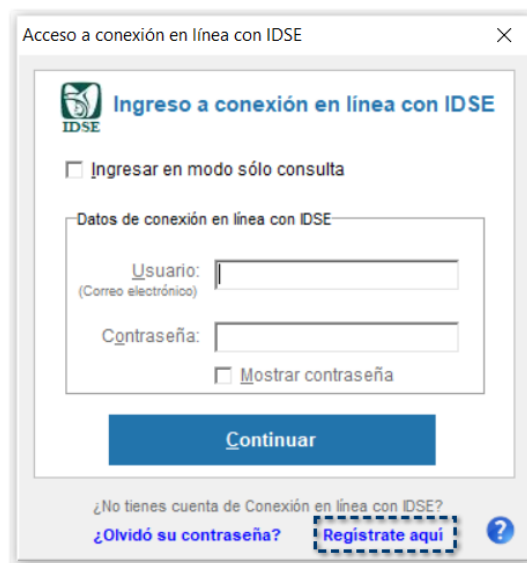 Acceso a conexión en línea con IDSE
IDSE
Ingreso a conexión en línea con IDSE
Ingresar en modo sólo consulta
Datos de conexión en línea con IDSE
Usuario:
(Correo electrónico)
Contraseña:
Mostrar contraseña
Continuar
¿No tienes cuenta de Conexión en línea con IDSE?
¿Olvidó su contraseña? Regístrate aquí ?